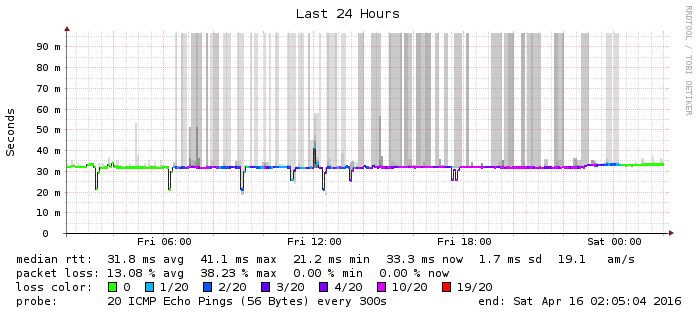 Last 24 Hours
RRDTOOL / TOBI OETIKER
Seconds
90 m
80 m
70 m
60 m
50 m
40 m
30 m
20 m
10 m
0
Fri 06:00 Fri 12:00 Fri 18:00 Sat 00:00
median rtt: 31.8 ms avg 41.1 ms max 21.2 ms min 33.3 ms now 1.7 ms sd 19.1 am/s
packet loss: 13.08 % avg 38.23 % max 0.00 % min 0.00 % now
loss color: 0 1/20 2/20 3/20 4/20 10/20 19/20
probe: 20 ICMP Echo Pings (56 Bytes) every 300s end: Sat Apr 16 02:05:04 2016